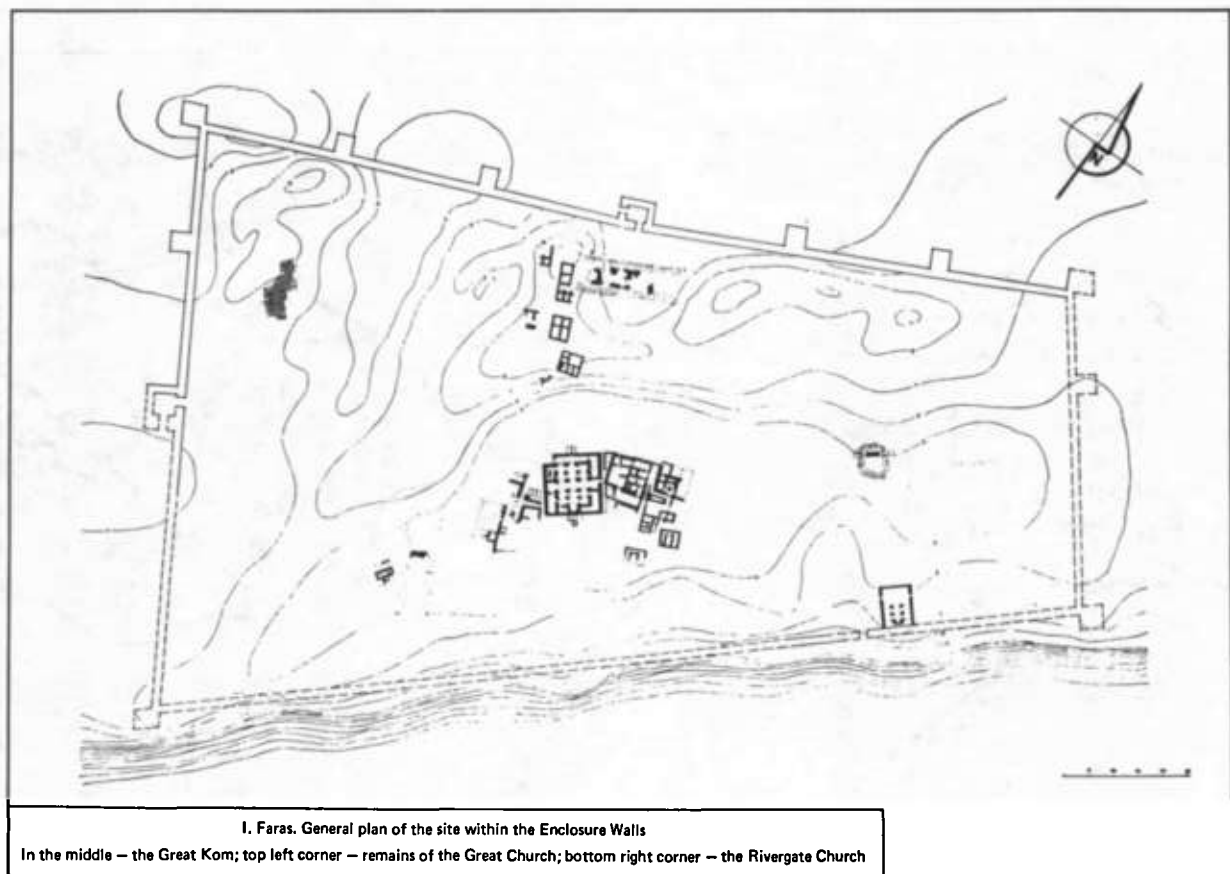 I. Faras. General plan of the site within the Enclosure Walls
In the middle — the Great Kom; top left corner — remains of the Great Church; bottom right corner — the Rivergate Church